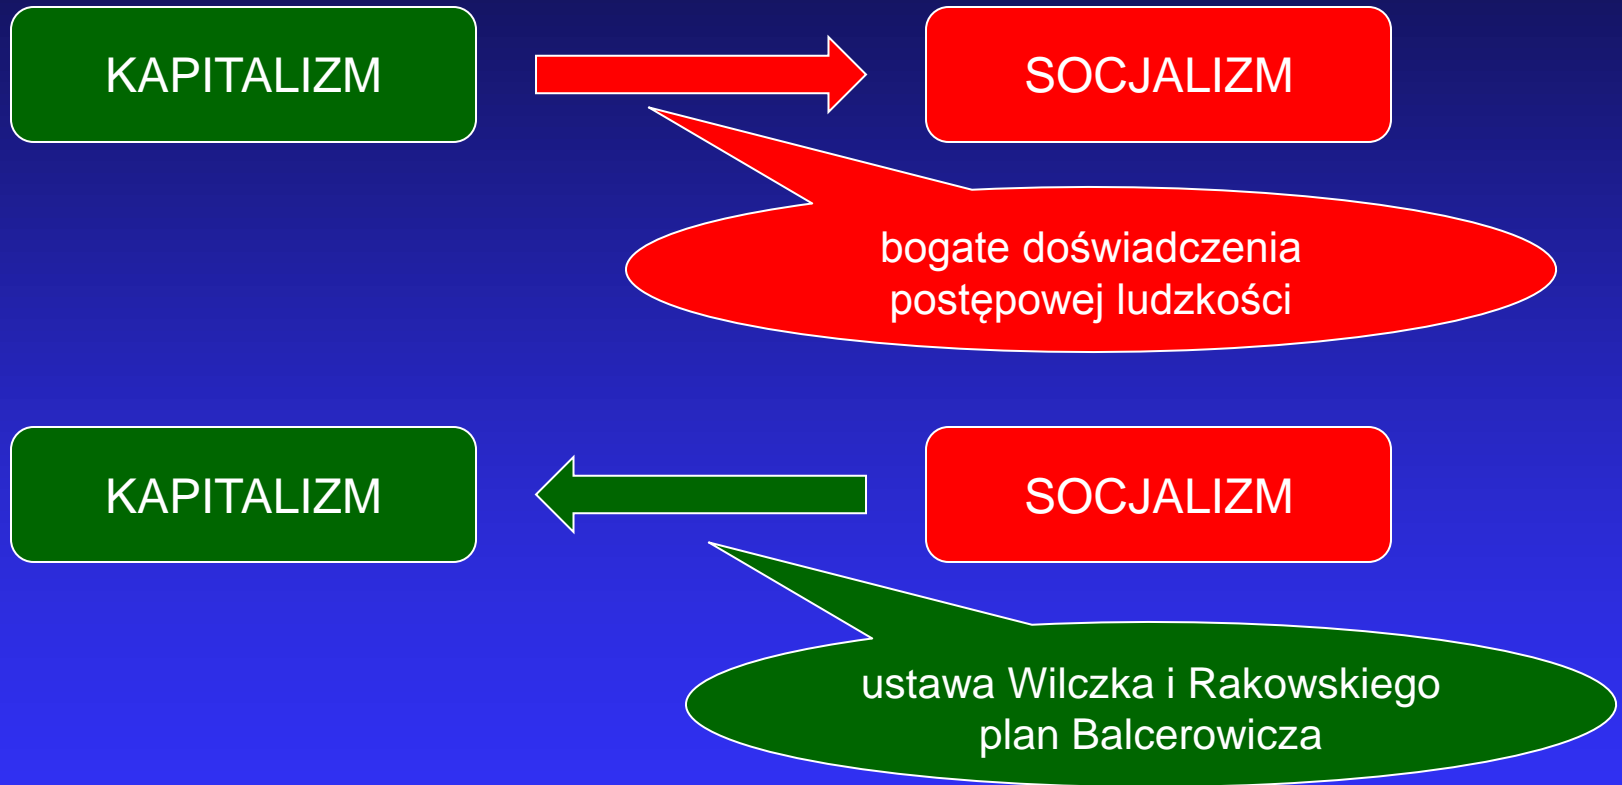 KAPITALIZM
SOCJALIZM
bogate doświadczenia
postępowej ludzkości
KAPITALIZM
SOCJALIZM
ustawa Wilczka i Rakowskiego
plan Balcerowicza